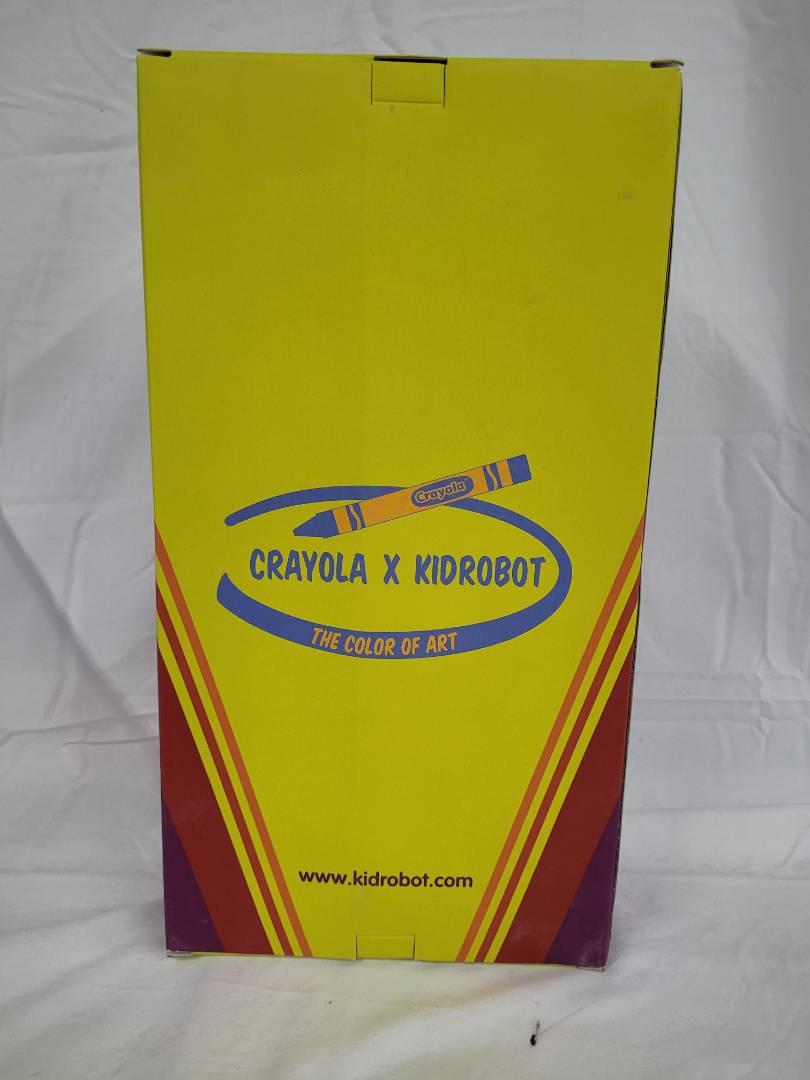 Crayola
CRAYOLA X KIDROBOT
THE COLOR OF ART
www.kidrobot.com